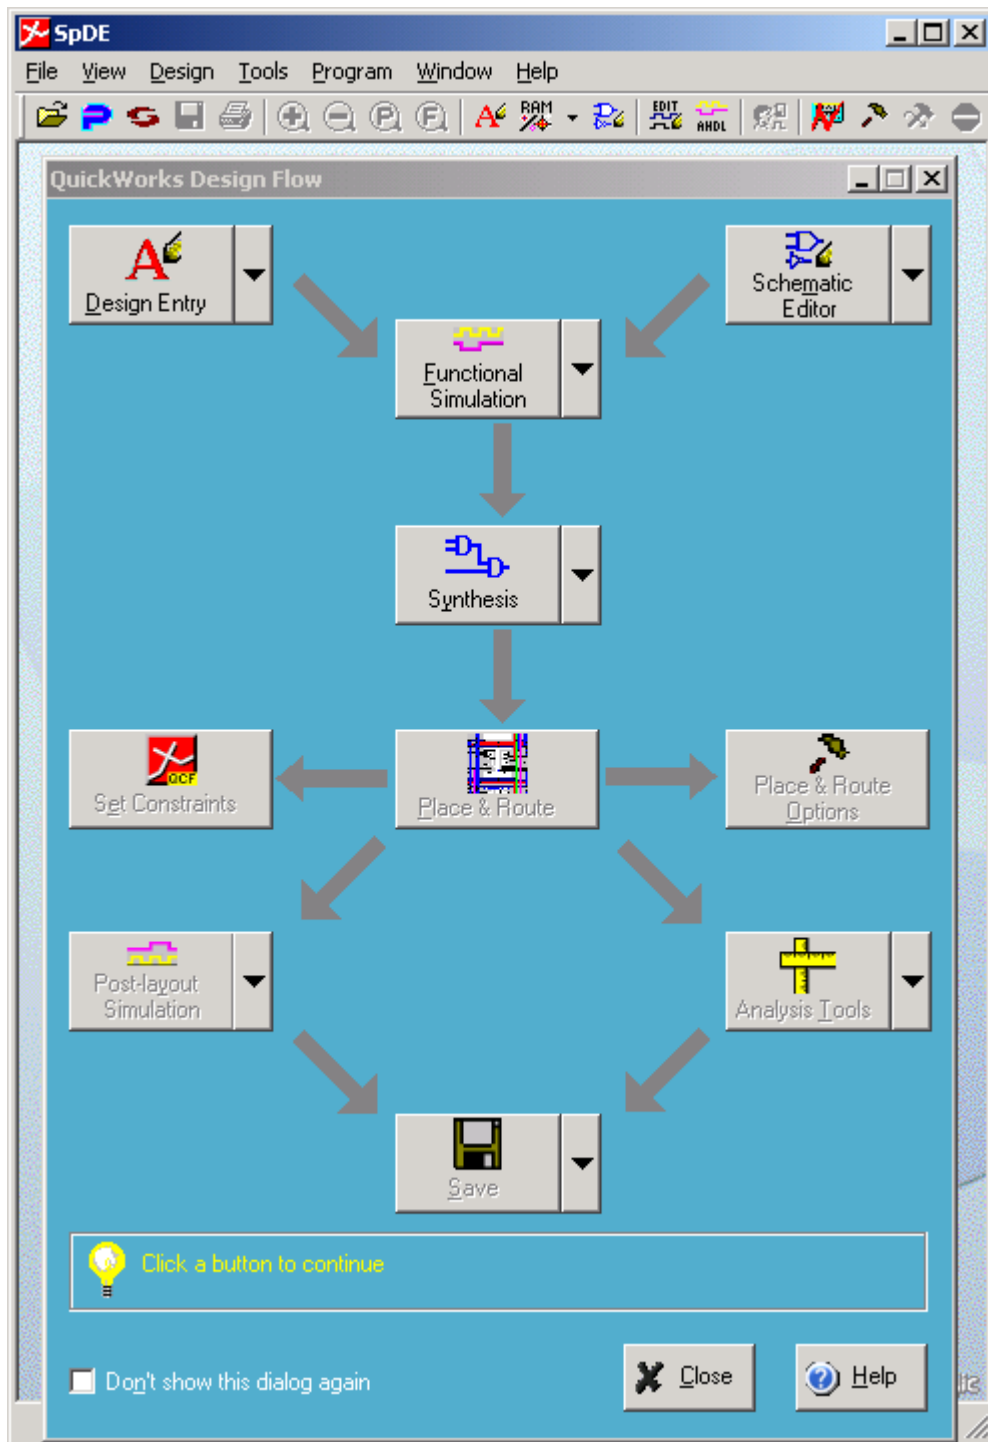 SpDE
File View Design Tools Program Window Help
RAM
EDIT
AHDL
QuickWorks Design Flow
Design Entry
Schematic
Editor
Functional
Simulation
Synthesis
QCF
Set Constraints
Place & Route
Place & Route
Options
Post-layout
Simulation
Analysis Tools
Save
Click a button to continue
Don't show this dialog again
Close
Help